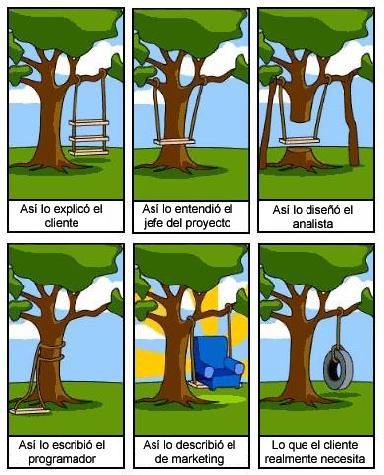 Así lo explicó el
cliente
Así lo entendió el
jefe del proyecto
Así lo diseñó el
analista
Así lo escribió el
programador
Así lo describió el
de marketing
Lo que el cliente
realmente necesita